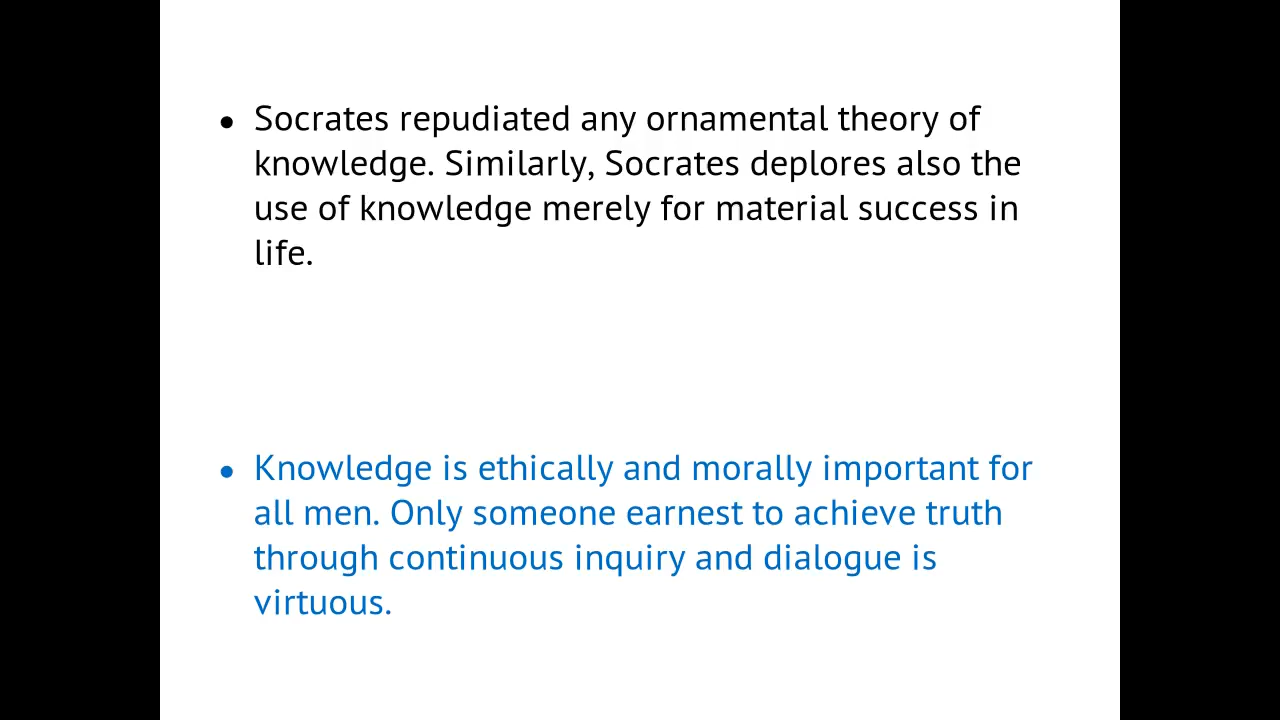 • Socrates repudiated any ornamental theory of
knowledge. Similarly, Socrates deplores also the
use of knowledge merely for material success in
life.
• Knowledge is ethically and morally important for
all men. Only someone earnest to achieve truth
through continuous inquiry and dialogue is
virtuous.